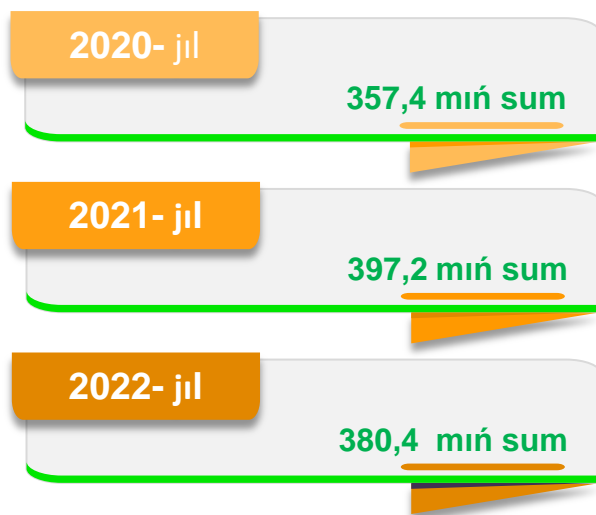 2020- jıl
357,4 mıń sum
2021- jıl
397,2 mıń sum
2022- jıl
380,4 mıń sum